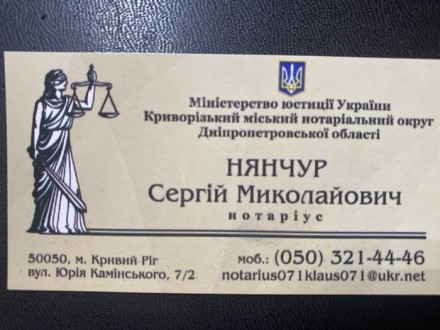 Міністерство юстиції України
Криворізький міський нотаріальний округ
Дніпропетровської області
НЯНЧУР
Сергій Миколайович
нотаріус
50050, м. Кривий Ріг
вул. Юрія Камінського, 7/2
моб.: (050) 321-44-46
notarius071klaus071@ukr.net